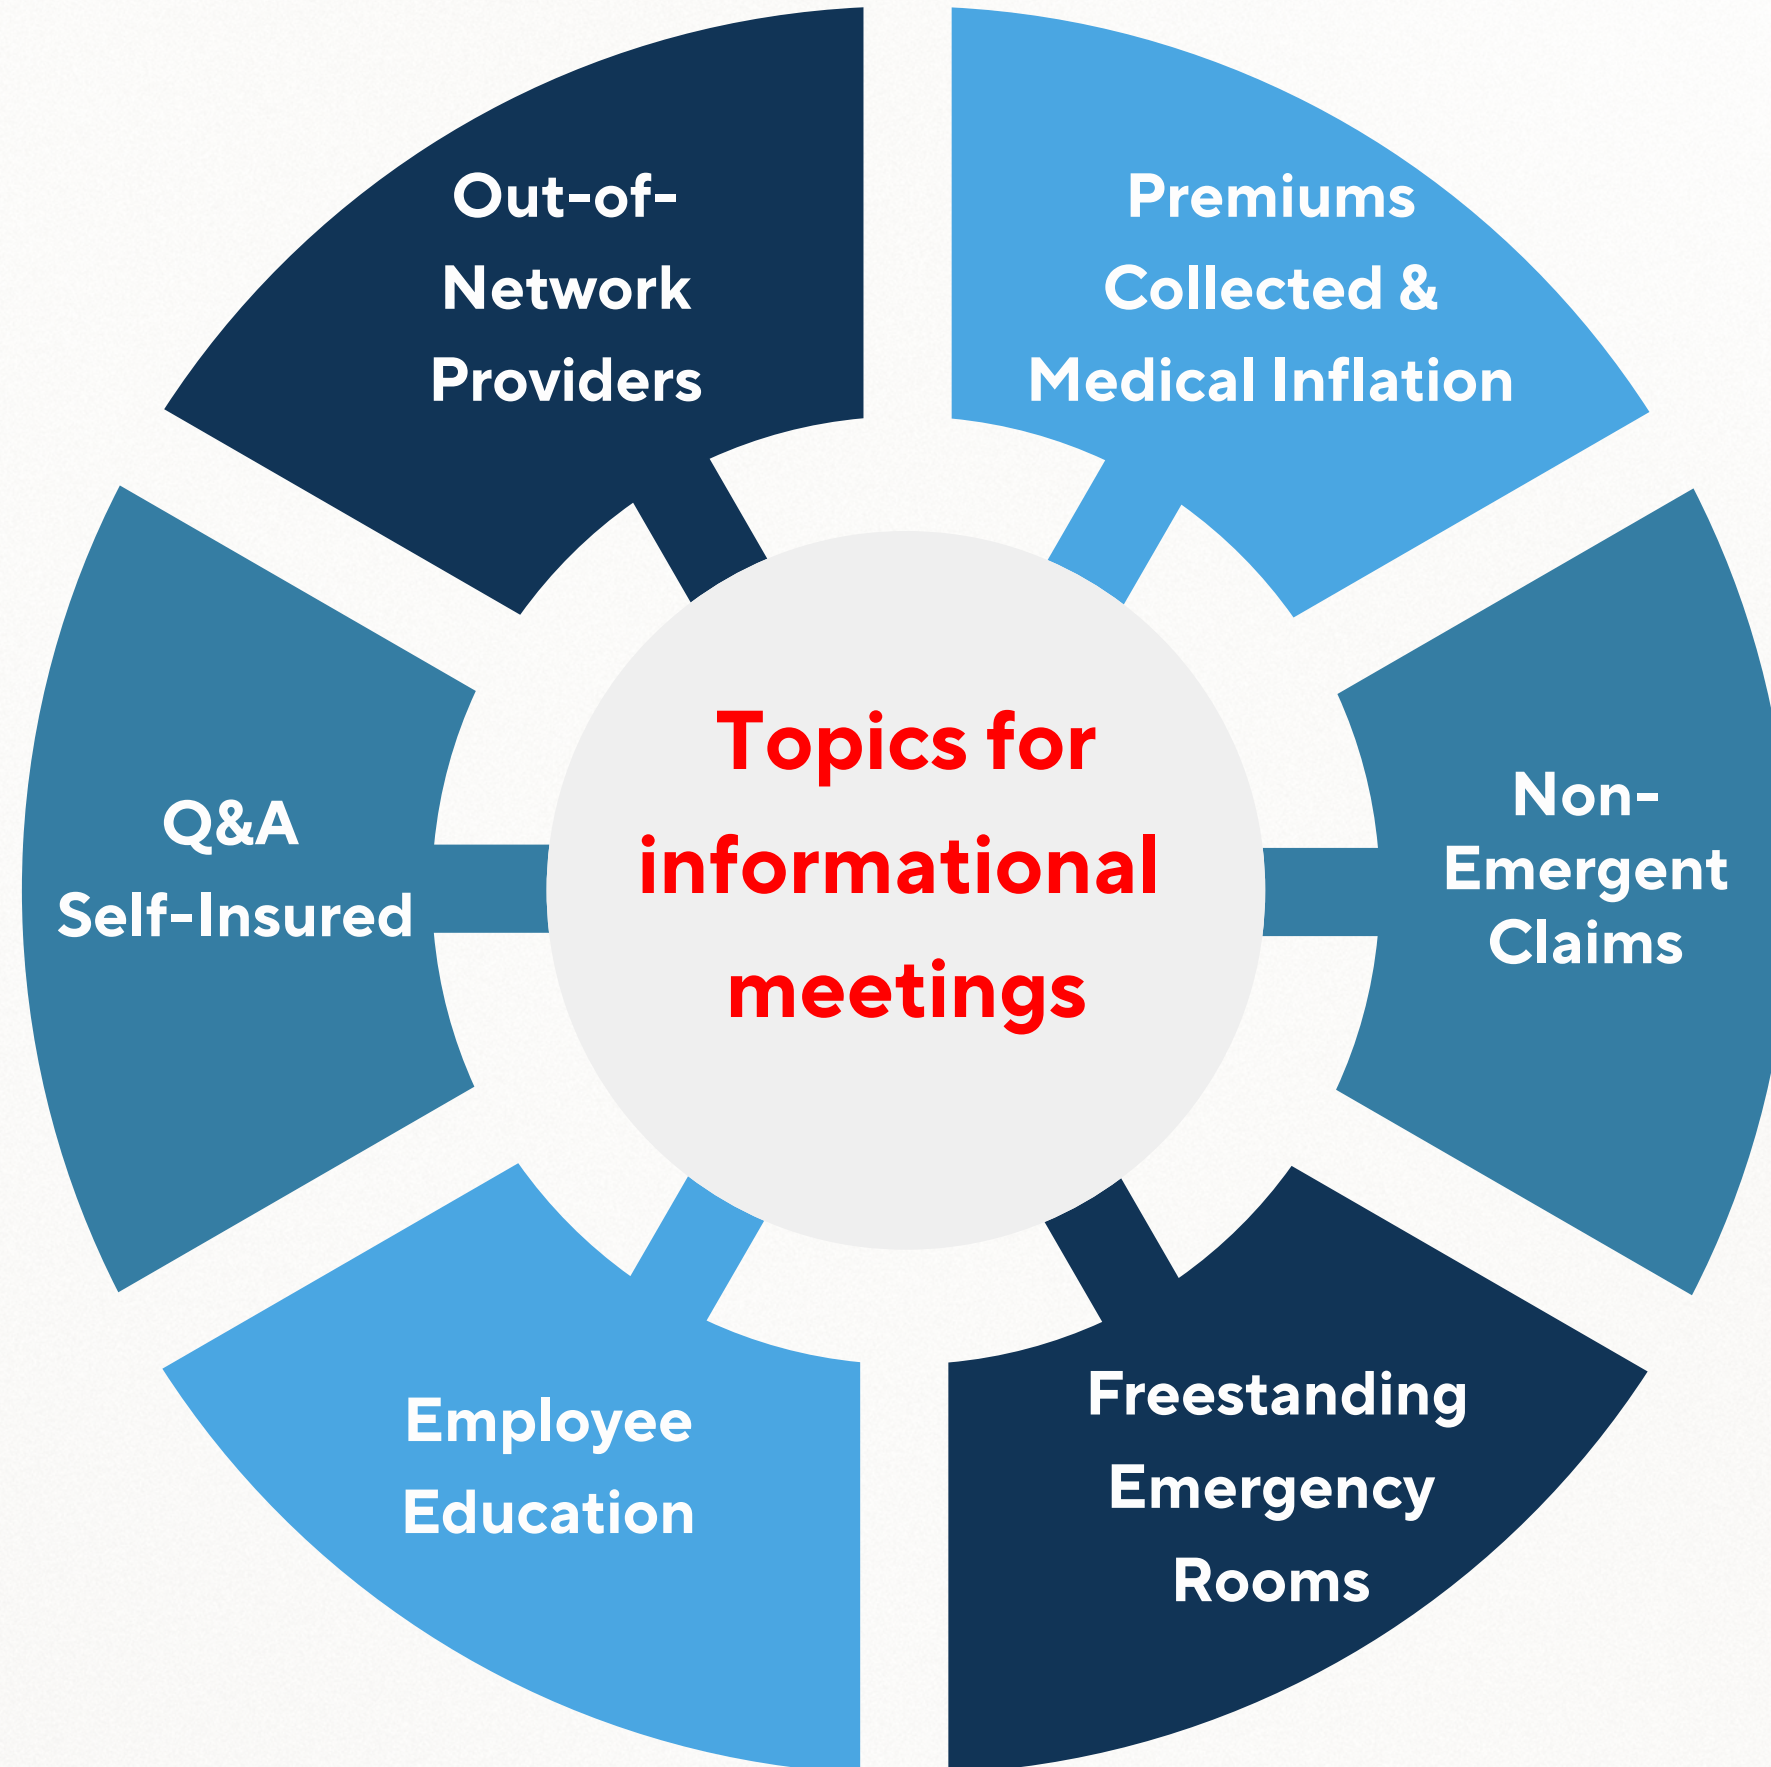 Out-of-
Network
Providers
Premiums
Collected &
Medical Inflation
Q&A
Self-Insured
Topics for
informational
meetings
Non-
Emergent
Claims
Employee
Education
Freestanding
Emergency
Rooms